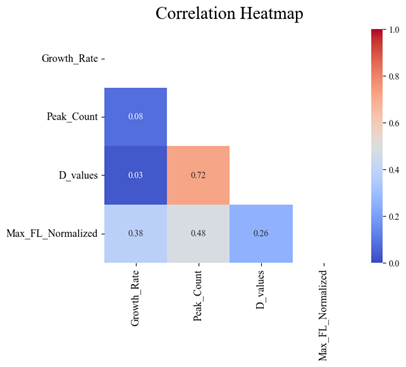 Correlation Heatmap
Growth_Rate
Peak_Count
D_values
Max_FL_Normalized
0.08
0.03 0.72
0.38 0.48 0.26
Growth_Rate
Peak_Count
D_values
Max_FL_Normalized
1.0
0.8
0.6
0.4
0.2
0.0